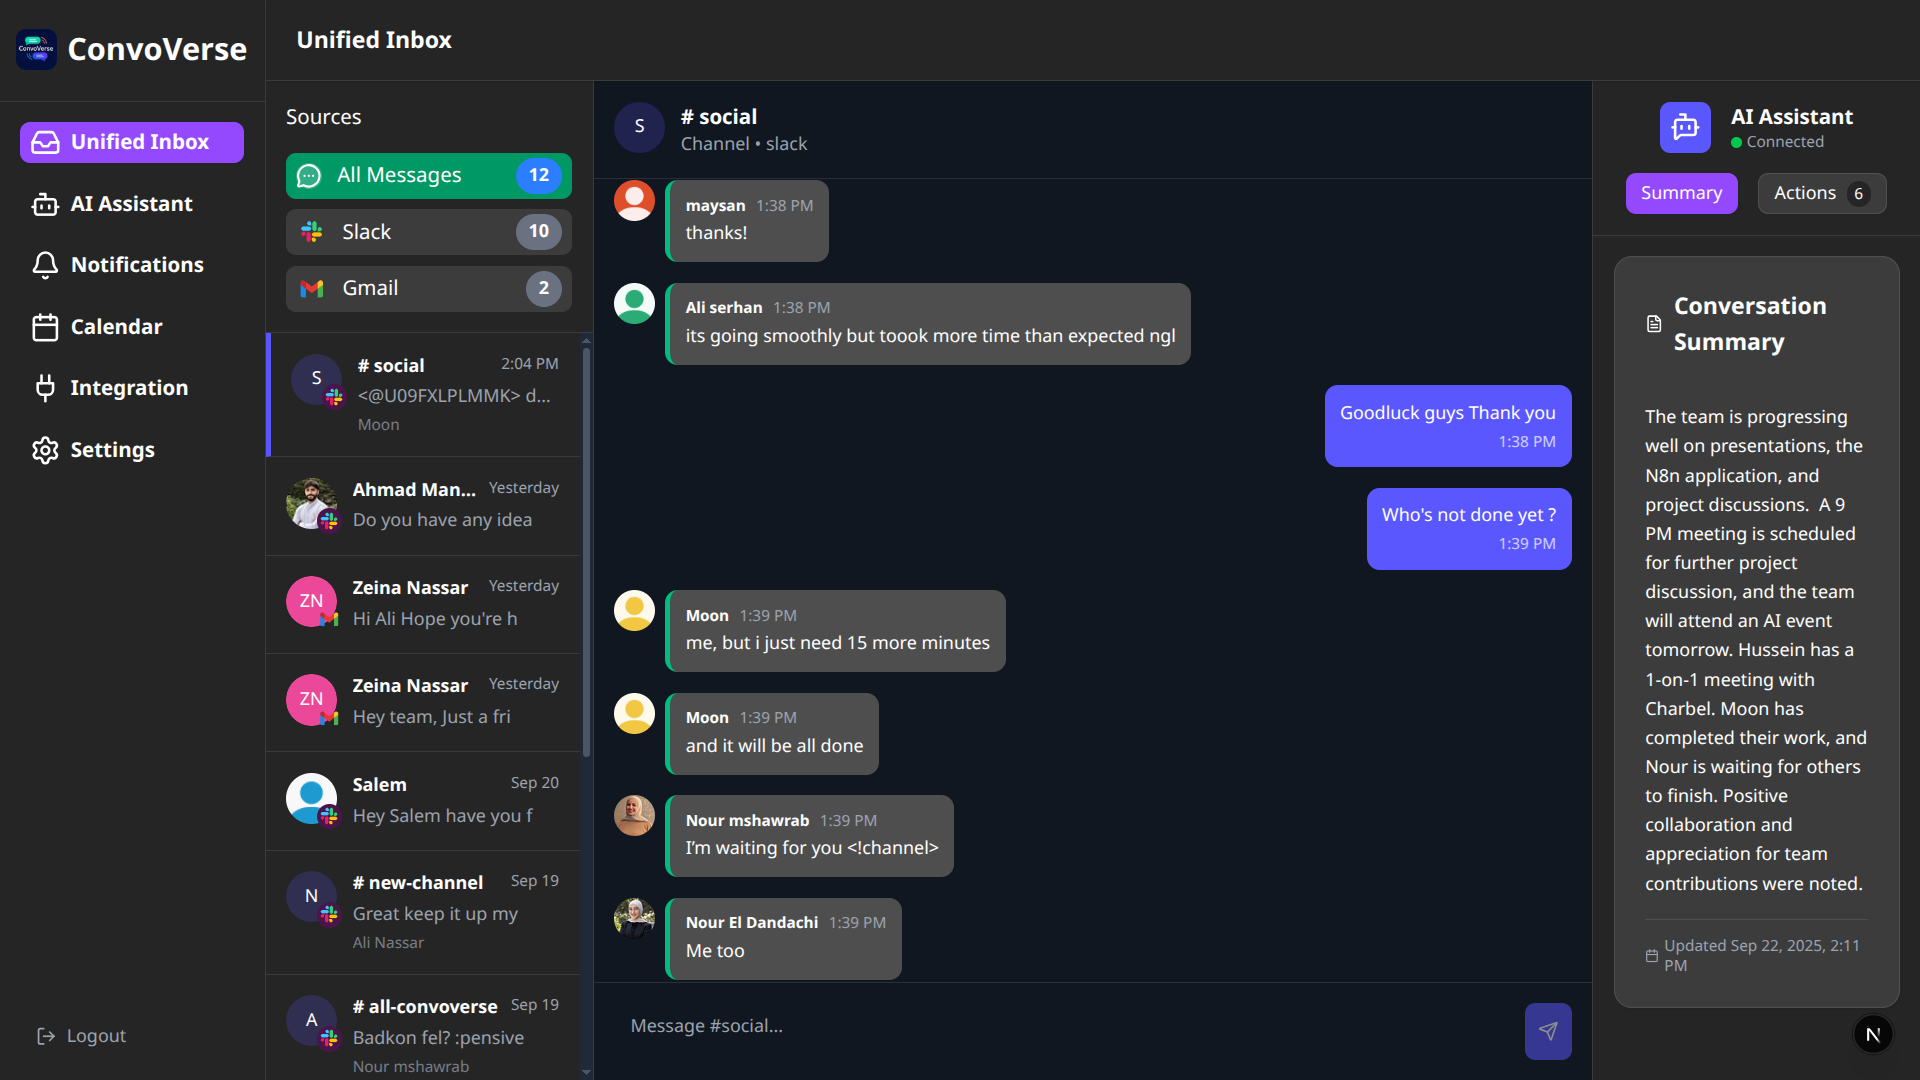 ConvoVerse
ConvoVerse
Unified Inbox
AI Assistant
Notifications
Calendar
Integration
Settings
Logout
Unified Inbox
Sources
All Messages 12
Slack 10
Gmail 2
S
# social 2:04 PM
<@U09FXLPLMMK> d...
Moon
Ahmad Man... Yesterday
Do you have any idea
ZN
Zeina Nassar Yesterday
Hi Ali Hope you're h
ZN
Zeina Nassar Yesterday
Hey team, Just a fri
Salem Sep 20
Hey Salem have you f
N
# new-channel Sep 19
Great keep it up my
Ali Nassar
A
# all-convoverse Sep 19
Badkon fel? :pensive
Nour mshawrab
S
# social
Channel • slack
maysan 1:38 PM
thanks!
Ali serhan 1:38 PM
its going smoothly but toook more time than expected ngl
Goodluck guys Thank you
1:38 PM
Who's not done yet ?
1:39 PM
Moon 1:39 PM
me, but i just need 15 more minutes
Moon 1:39 PM
and it will be all done
Nour mshawrab 1:39 PM
I'm waiting for you <!channel>
Nour El Dandachi 1:39 PM
Me too
Message #social...
AI Assistant
Connected
Summary
Actions 6
Conversation
Summary
The team is progressing
well on presentations, the
N8n application, and
project discussions. A 9
PM meeting is scheduled
for further project
discussion, and the team
will attend an AI event
tomorrow. Hussein has a
1-on-1 meeting with
Charbel. Moon has
completed their work, and
Nour is waiting for others
to finish. Positive
collaboration and
appreciation for team
contributions were noted.
Updated Sep 22, 2025, 2:11
PM
N